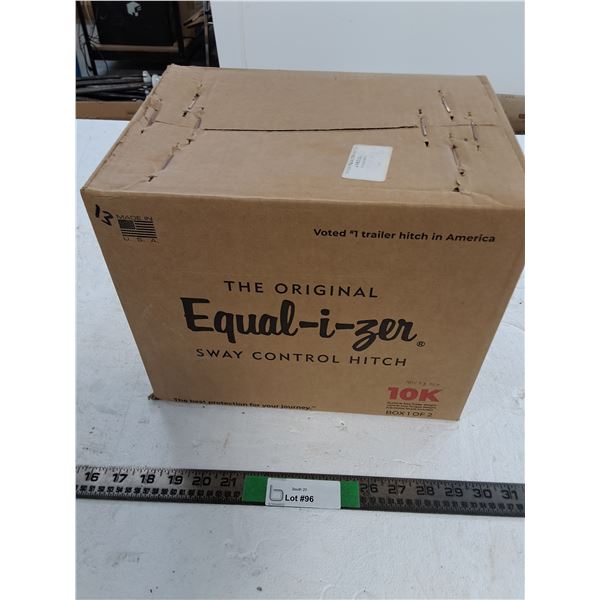 13
MADE IN
U.S.A
Voted #1 trailer hitch in America
THE ORIGINAL
Equal-i-zer®
SWAY CONTROL HITCH
10K
"The best protection for your journey."
BOX 1 OF 2
16 17 18 19 20 21 26 27 28 29 30 31
Lot #96